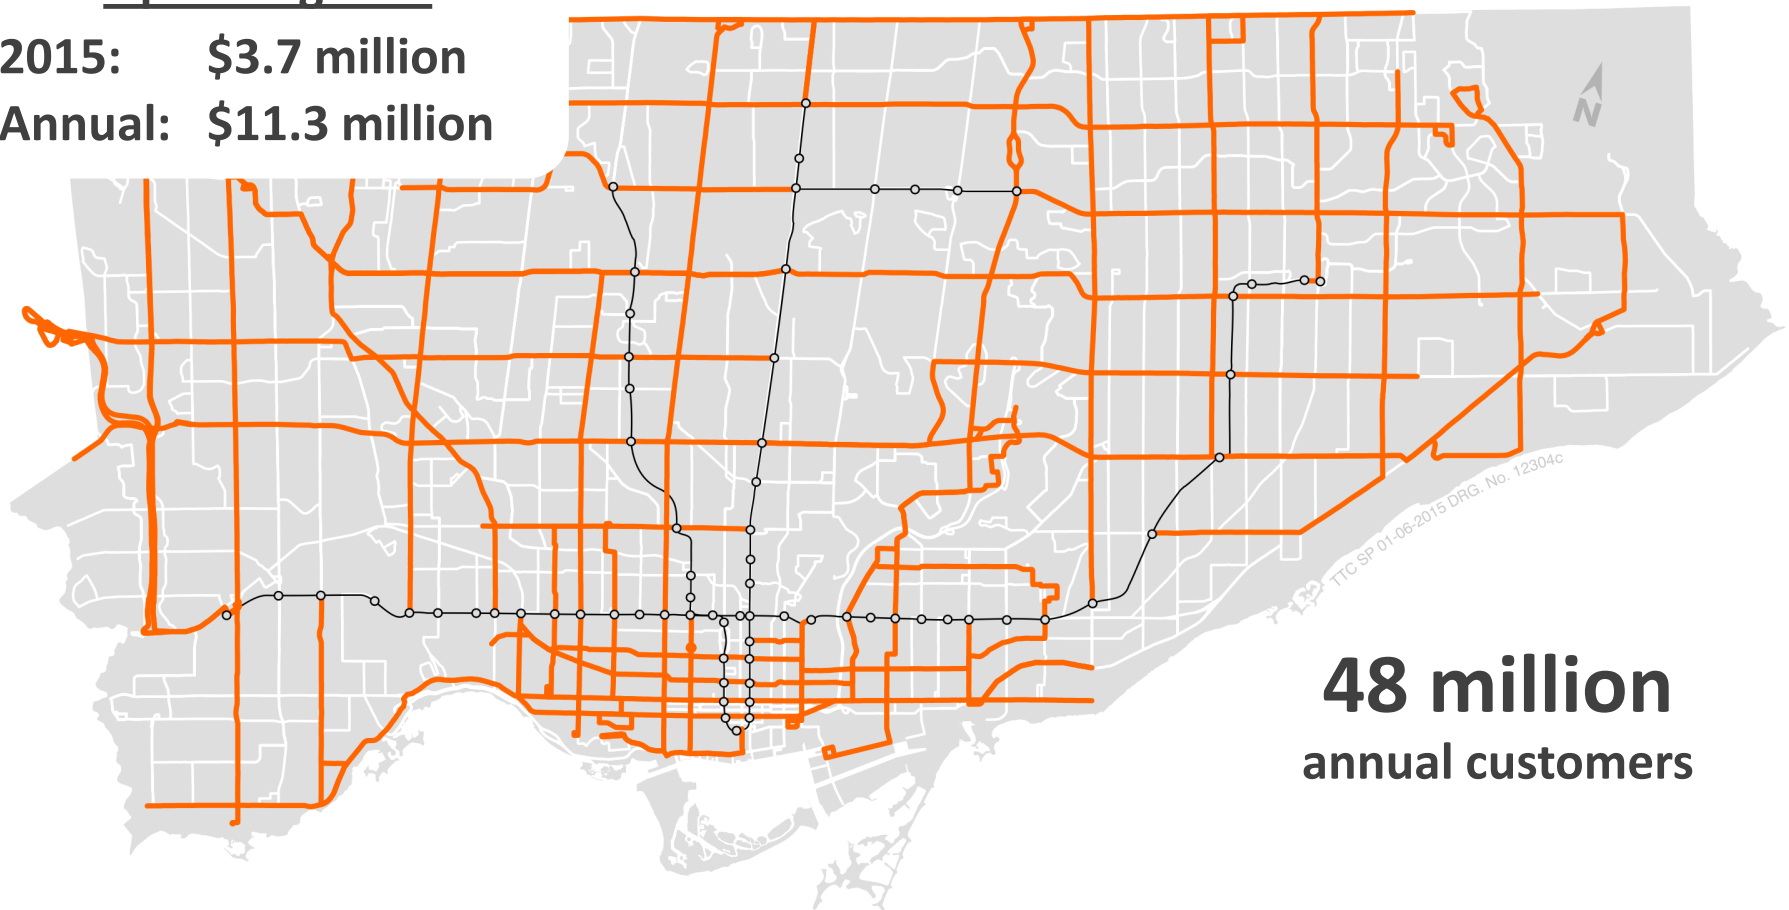 2015: $3.7 million
Annual: $11.3 million
N
TTC SP 01-06-2015 DRG. No. 12304c
48 million
annual customers